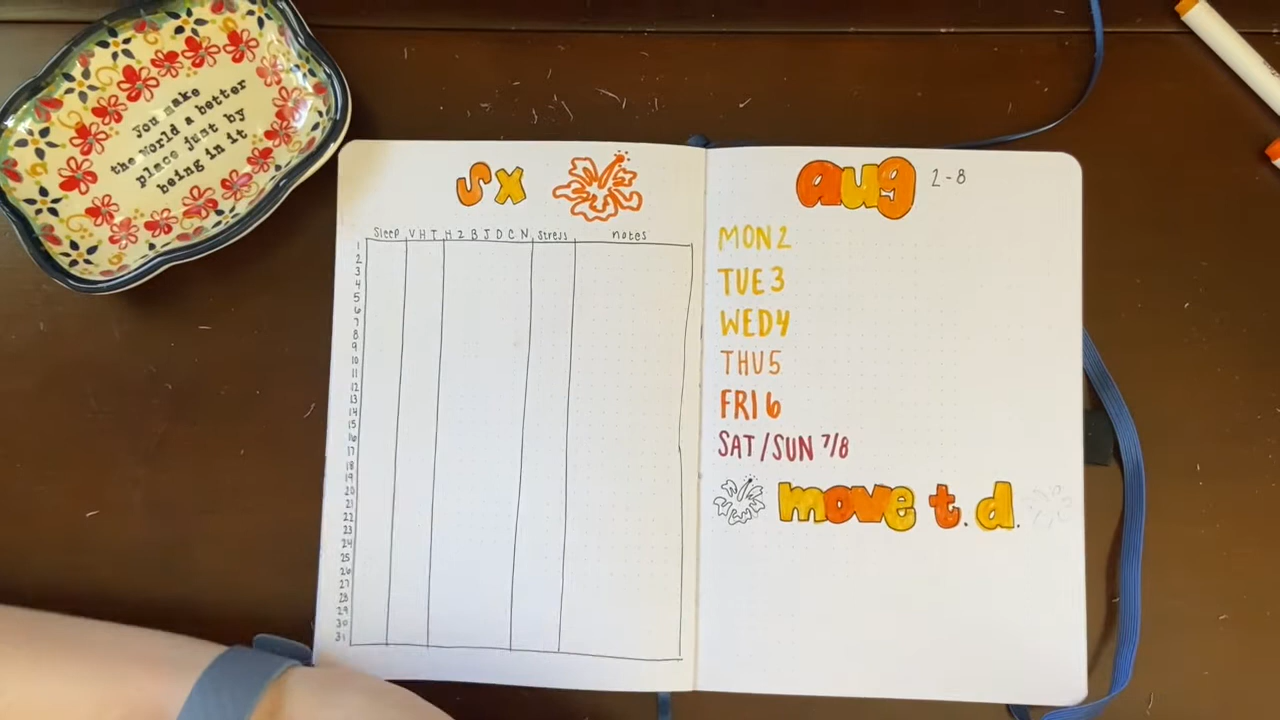 You make
the World a better
place just by
being in it
Sx
Sleep V H T H 2 B J D C N Stress notes
1
2
3
4
5
6
7
8
9
10
11
12
13
14
15
16
17
18
19
20
21
22
23
24
25
26
27
28
29
30
31
aug 2-8
MON 2
TUE 3
WED 4
THU 5
FRI 6
SAT/SUN 7/8
move t.d.